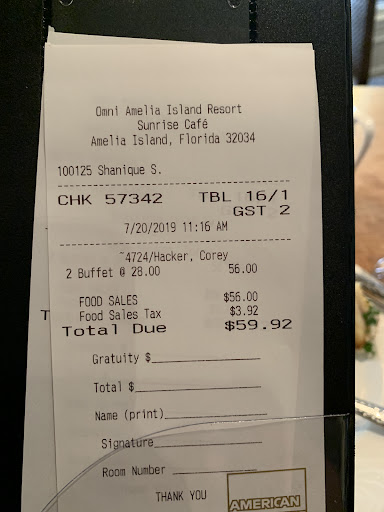 Omni Amelia Island Resort
Sunrise Café
Amelia Island, Florida 32034
100125 Shanique S.
CHK 57342 TBL 16/1
GST 2
7/20/2019 11:16 AM
~4724/Hacker, Corey
2 Buffet @ 28.00 56.00
FOOD SALES $56.00
Food Sales Tax $3.92
Total Due $59.92
Gratuity $
Total $
Name (print)
Signature
Room Number
THANK YOU
AMERICAN
T